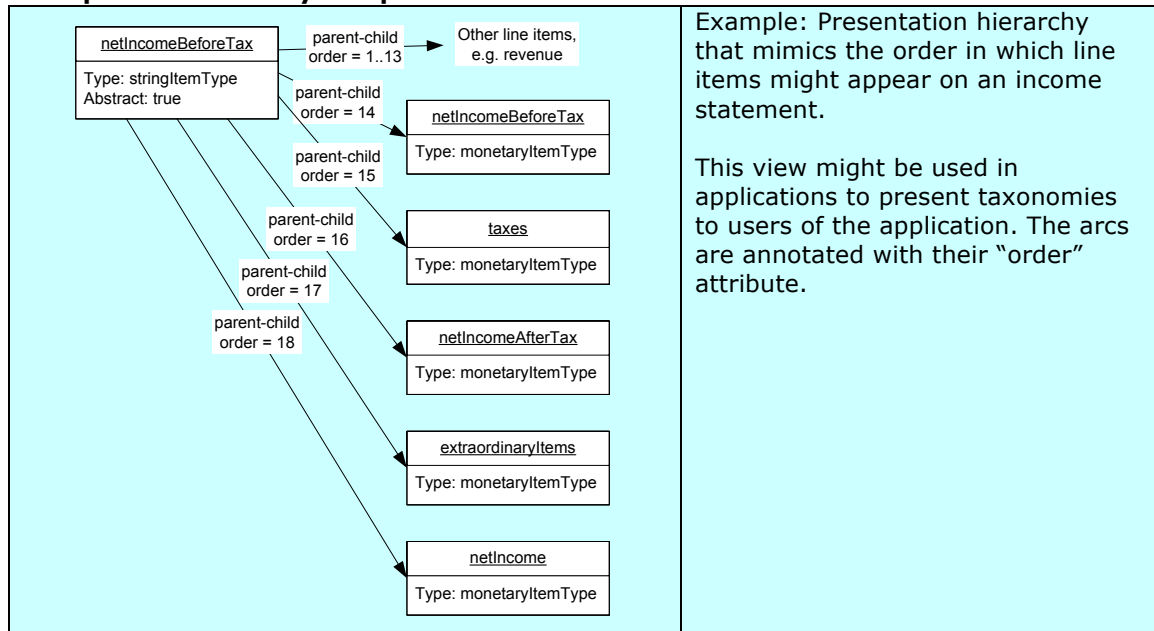 netIncomeBeforeTax
Type: stringItemType
Abstract: true
parent-child
order = 1..13
Other line items,
e.g. revenue
parent-child
order = 14
netIncomeBeforeTax
Type: monetaryItemType
parent-child
order = 15
taxes
Type: monetaryItemType
parent-child
order = 16
netIncomeAfterTax
Type: monetaryItemType
parent-child
order = 17
extraordinaryItems
Type: monetaryItemType
parent-child
order = 18
netIncome
Type: monetaryItemType
Example: Presentation hierarchy
that mimics the order in which line
items might appear on an income
statement.
This view might be used in
applications to present taxonomies
to users of the application. The arcs
are annotated with their “order”
attribute.